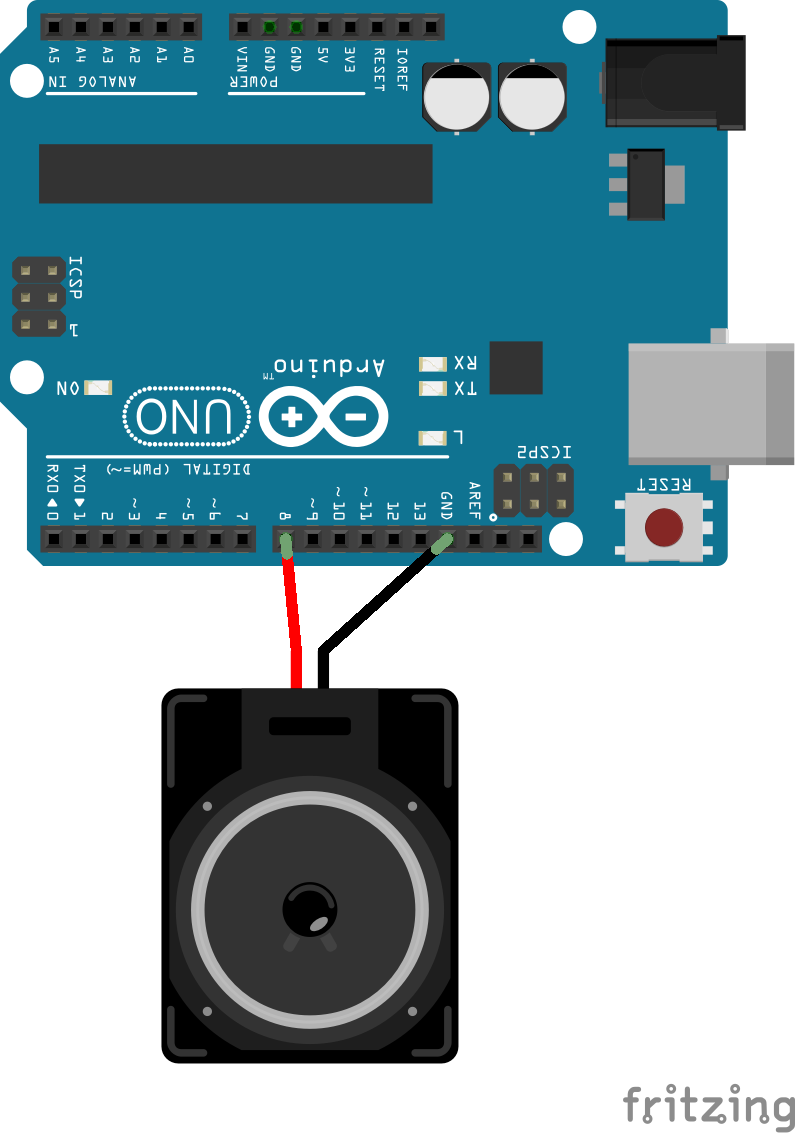 A5 A4 A3 A2 A1 A0
VIN GND GND 5V 3V3 RESET IOREF
ANALOG IN
POWER
ICSP
1
Arduino™
RX
ON
TX
UNO
L
ICSP2
DIGITAL (PWM=~)
RESET
RX0◄0 TX0►1 2 ~3 4 ~5 ~6 7 8 ~9 ~10 ~11 12 13 GND AREF
fritzing